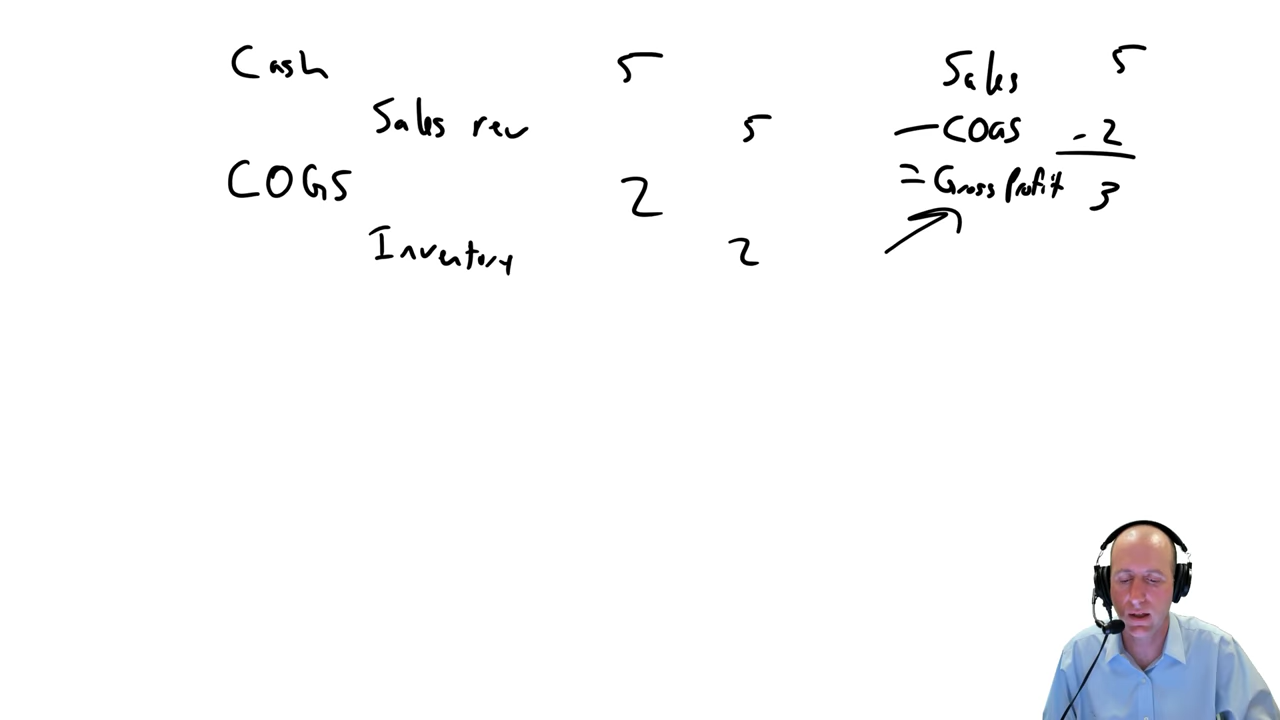 Cash 5
Sales rev 5
COGS 2
Inventory 2
Sales 5
– COGS - 2
= Gross Profit 3